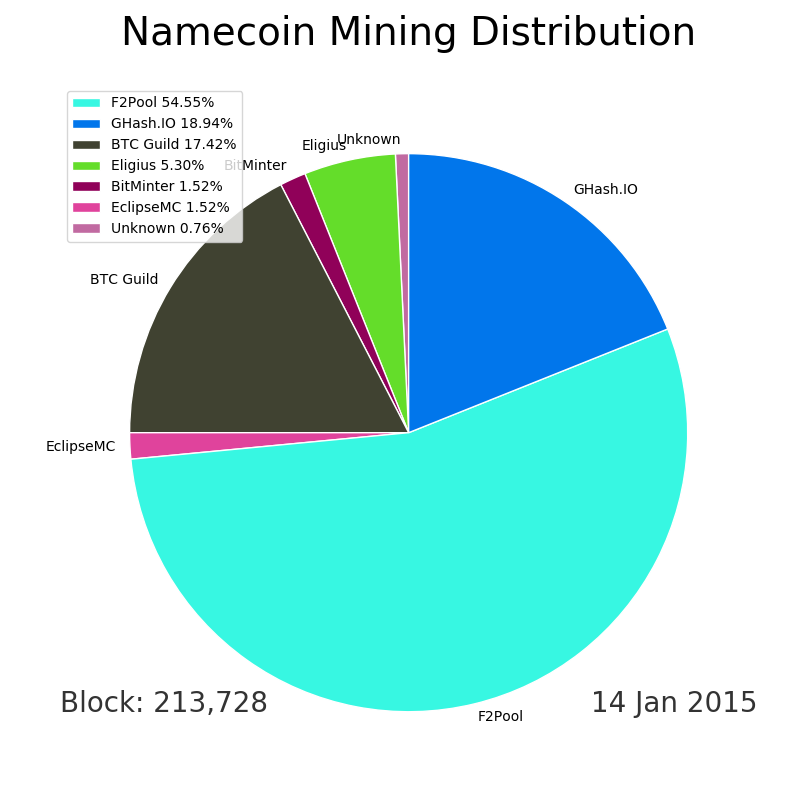 Namecoin Mining Distribution
F2Pool 54.55%
GHash.IO 18.94%
BTC Guild 17.42%
Eligius 5.30%
BitMinter 1.52%
EclipseMC 1.52%
Unknown 0.76%
Unknown
Eligius
BitMinter
GHash.IO
BTC Guild
EclipseMC
F2Pool
Block: 213,728
14 Jan 2015